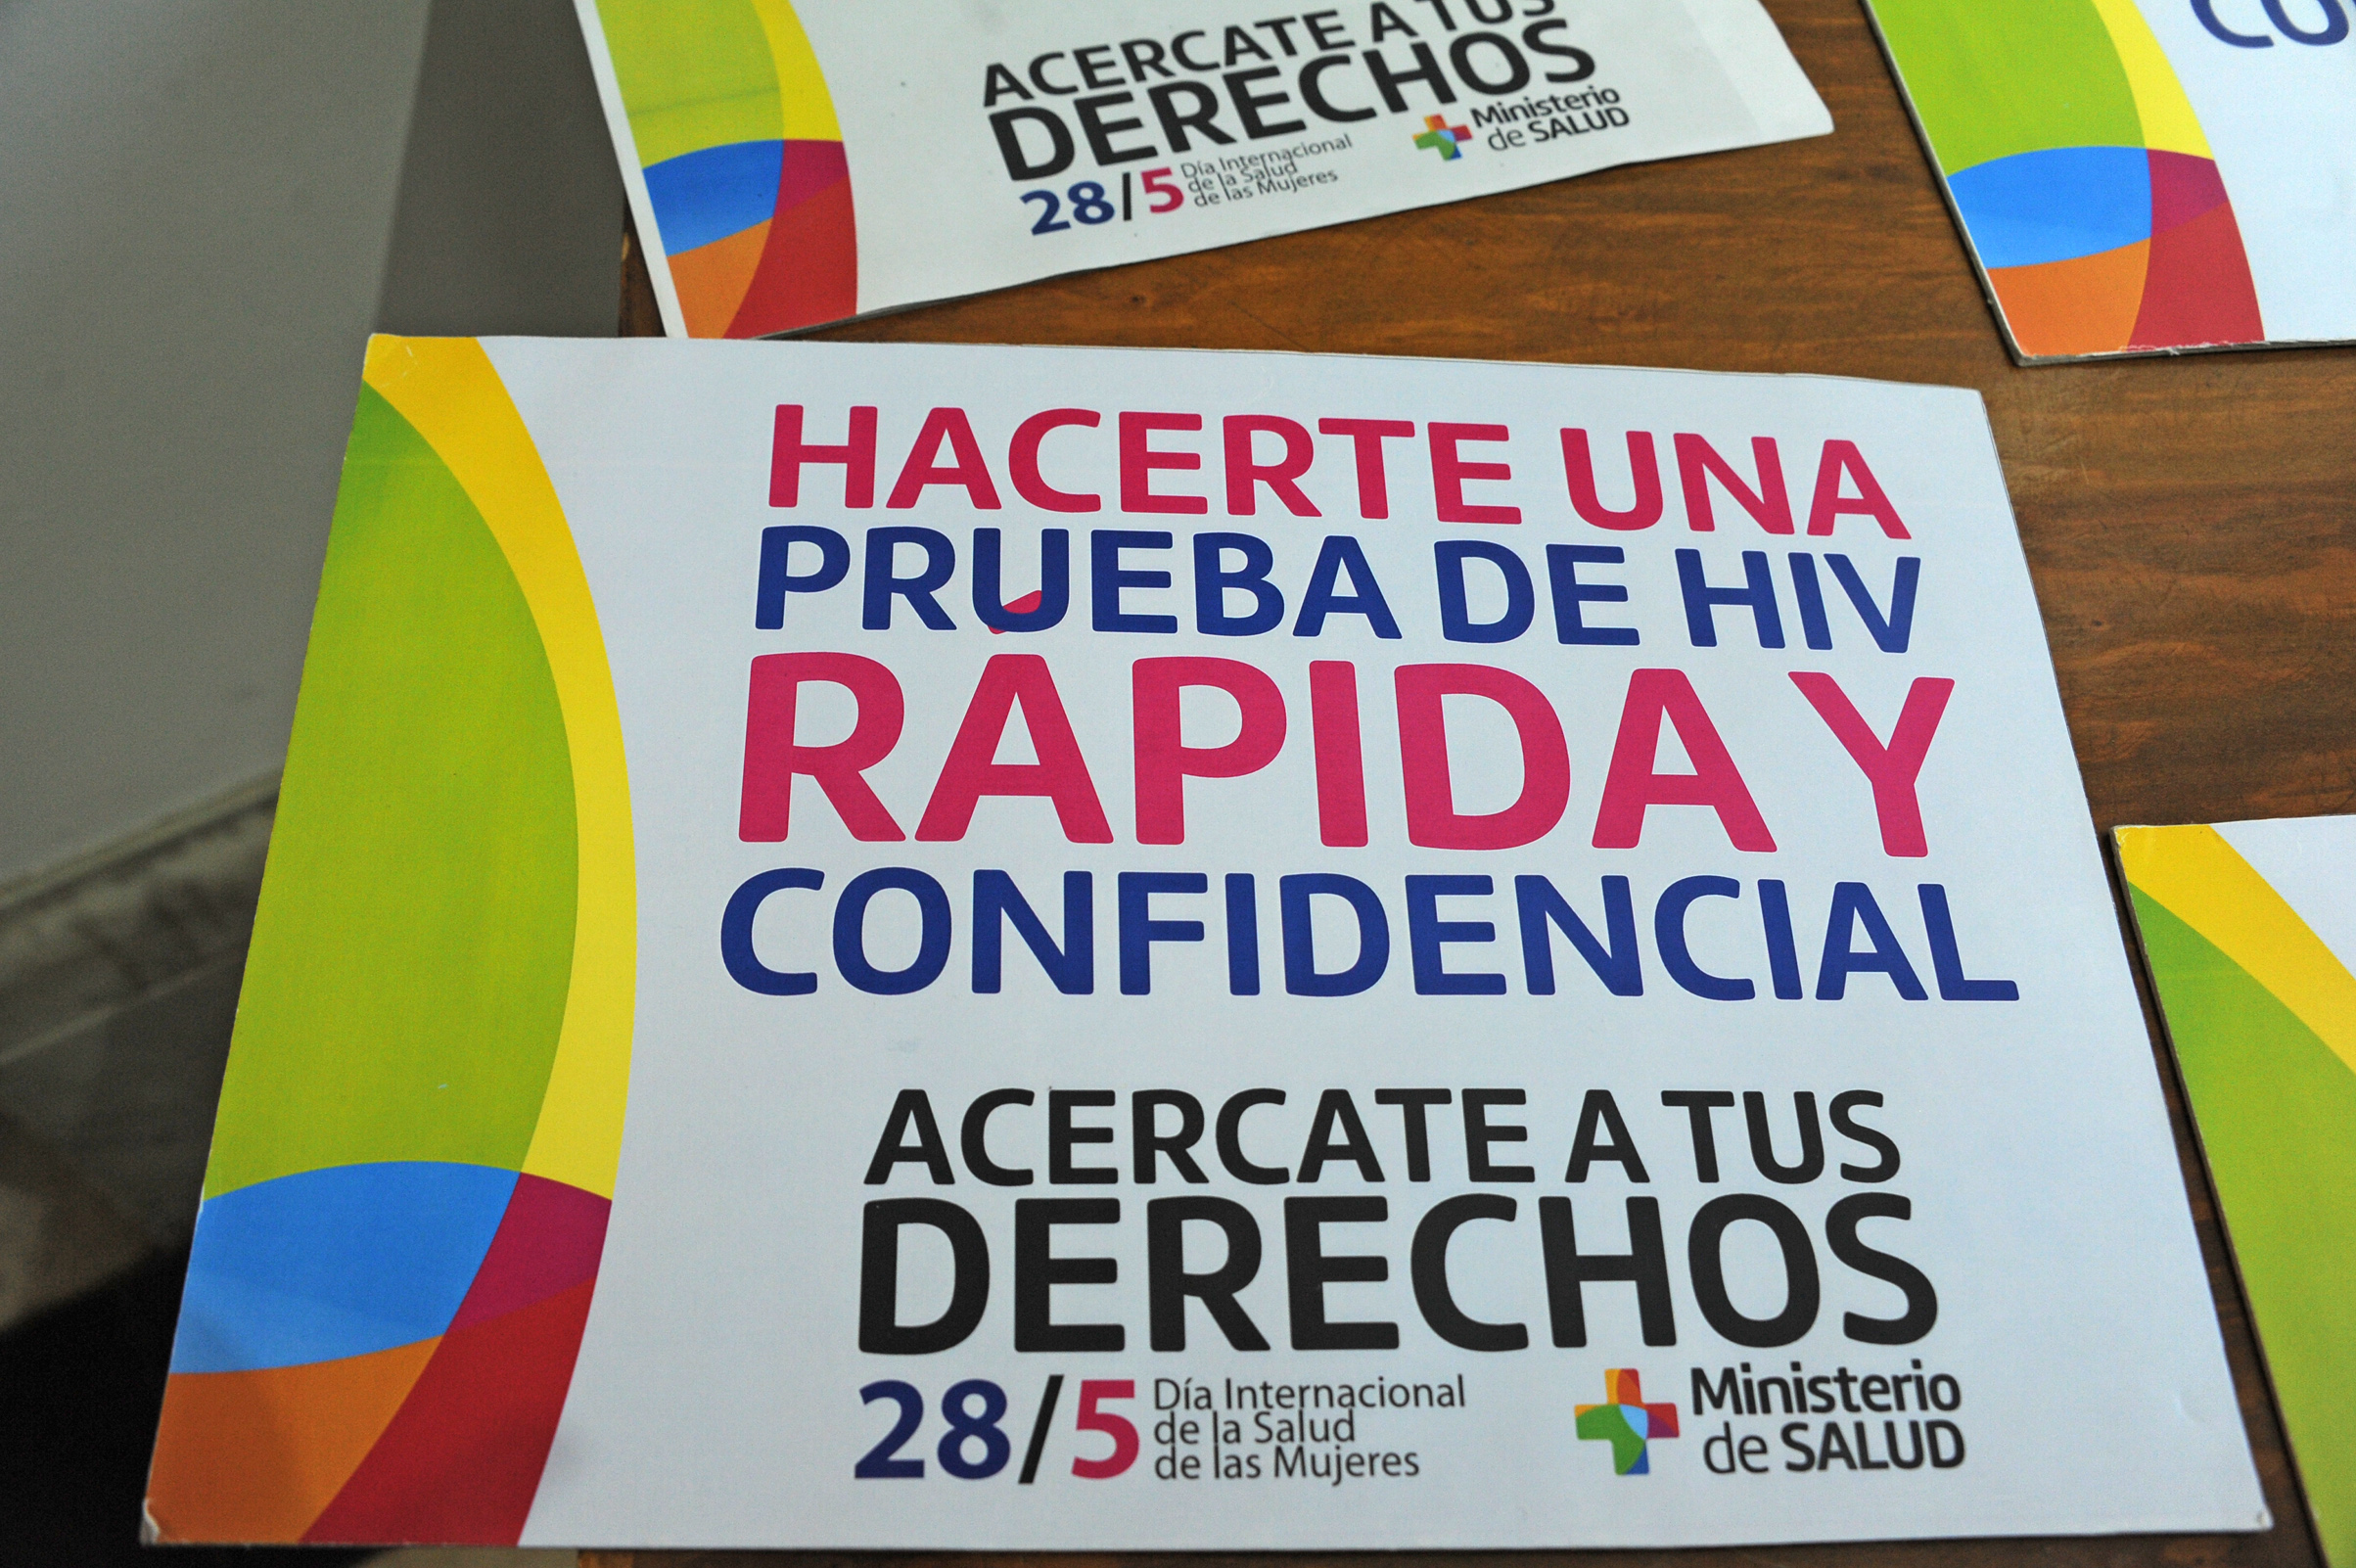 ACERCATE A TUS
DERECHOS
28/5 Día Internacional
de la Salud
de las Mujeres
Ministerio
de SALUD
HACERTE UNA
PRUEBA DE HIV
RÁPIDA Y
CONFIDENCIAL
ACERCATE A TUS
DERECHOS
28/5 Día Internacional
de la Salud
de las Mujeres
Ministerio
de SALUD